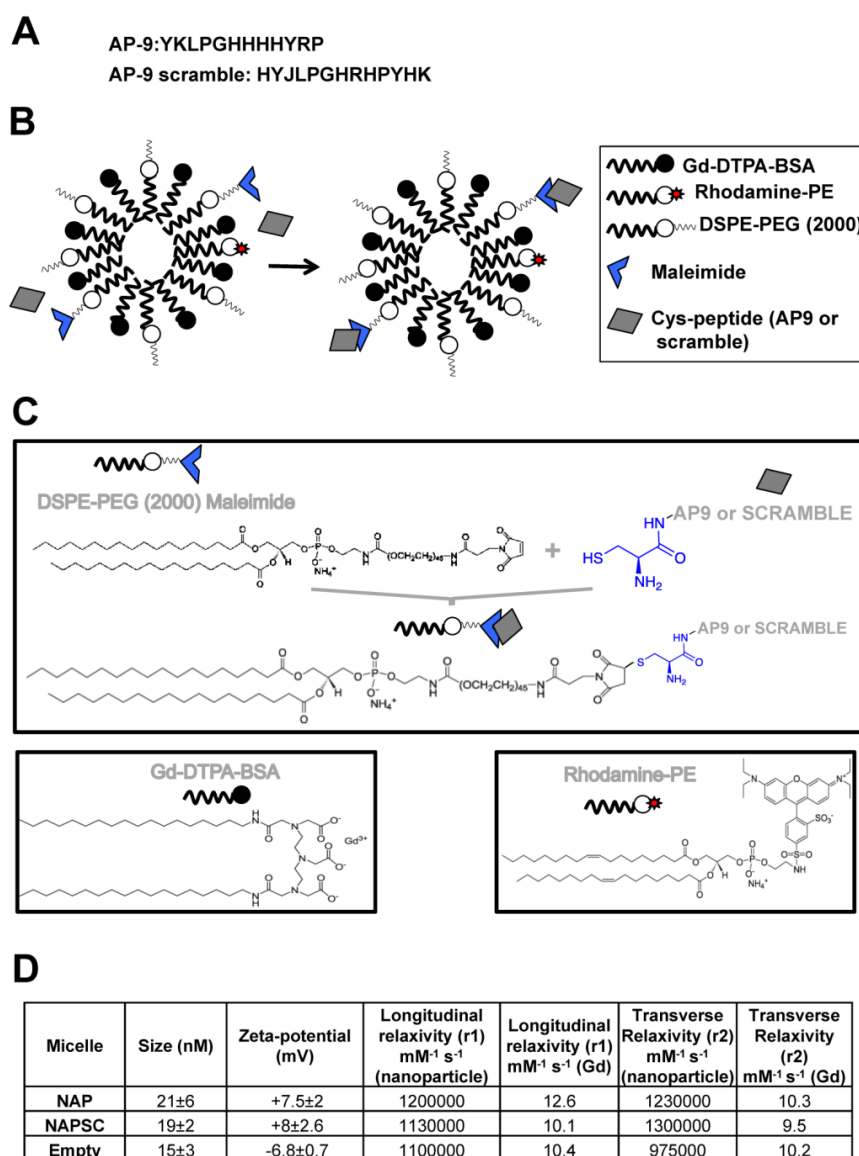 A
AP-9:YKLPGHHHHYRP
AP-9 scramble: HYJLPGHRHPYHK
B
Gd-DTPA-BSA
Rhodamine-PE
DSPE-PEG (2000)
Maleimide
Cys-peptide (AP9 or
scramble)
C
DSPE-PEG (2000) Maleimide
AP9 or SCRAMBLE
+
AP9 or SCRAMBLE
Gd-DTPA-BSA
Gd³⁺
Rhodamine-PE
D
Micelle | Size (nM) | Zeta-potential (mV) | Longitudinal relaxivity (r1) mM⁻¹ s⁻¹ (nanoparticle) | Longitudinal relaxivity (r1) mM⁻¹ s⁻¹ (Gd) | Transverse Relaxivity (r2) mM⁻¹ s⁻¹ (nanoparticle) | Transverse Relaxivity (r2) mM⁻¹ s⁻¹ (Gd)
NAP | 21±6 | +7.5±2 | 1200000 | 12.6 | 1230000 | 10.3
NAPSC | 19±2 | +8±2.6 | 1130000 | 10.1 | 1300000 | 9.5
Empty | 15±3 | -6.8±0.7 | 1100000 | 10.4 | 975000 | 10.2